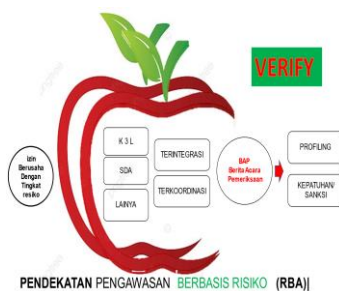 VERIFY
Izin
Berusaha
Dengan
Tingkat
resiko
K 3 L
SDA
LAINYA
TERINTEGRASI
TERKOORDINASI
BAP
Berita Acara
Pemeriksaan
PROFILING
KEPATUHAN/
SANKSI
PENDEKATAN PENGAWASAN BERBASIS RISIKO (RBA)|